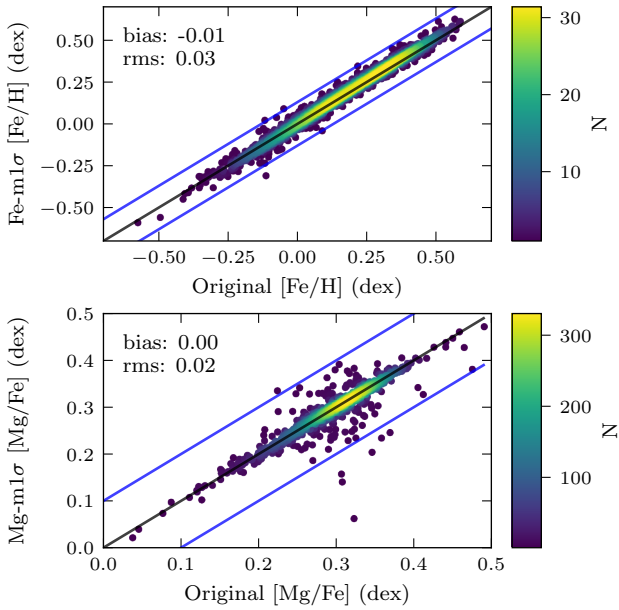 bias: -0.01
rms: 0.03
0.50
0.25
0.00
−0.25
−0.50
Fe-m1σ [Fe/H] (dex)
−0.50 −0.25 0.00 0.25 0.50
Original [Fe/H] (dex)
30
20
10
N
bias: 0.00
rms: 0.02
0.5
0.4
0.3
0.2
0.1
0.0
Mg-m1σ [Mg/Fe] (dex)
0.0 0.1 0.2 0.3 0.4 0.5
Original [Mg/Fe] (dex)
300
200
100
N